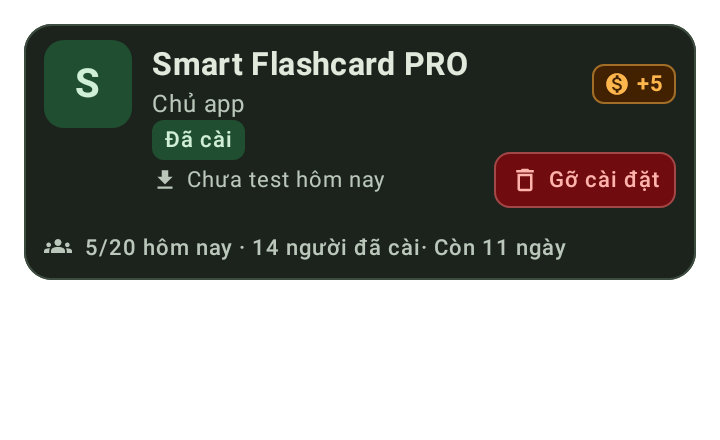 S
Smart Flashcard PRO
Chủ app
+5
Đã cài
Chưa test hôm nay
Gỡ cài đặt
5/20 hôm nay · 14 người đã cài· Còn 11 ngày